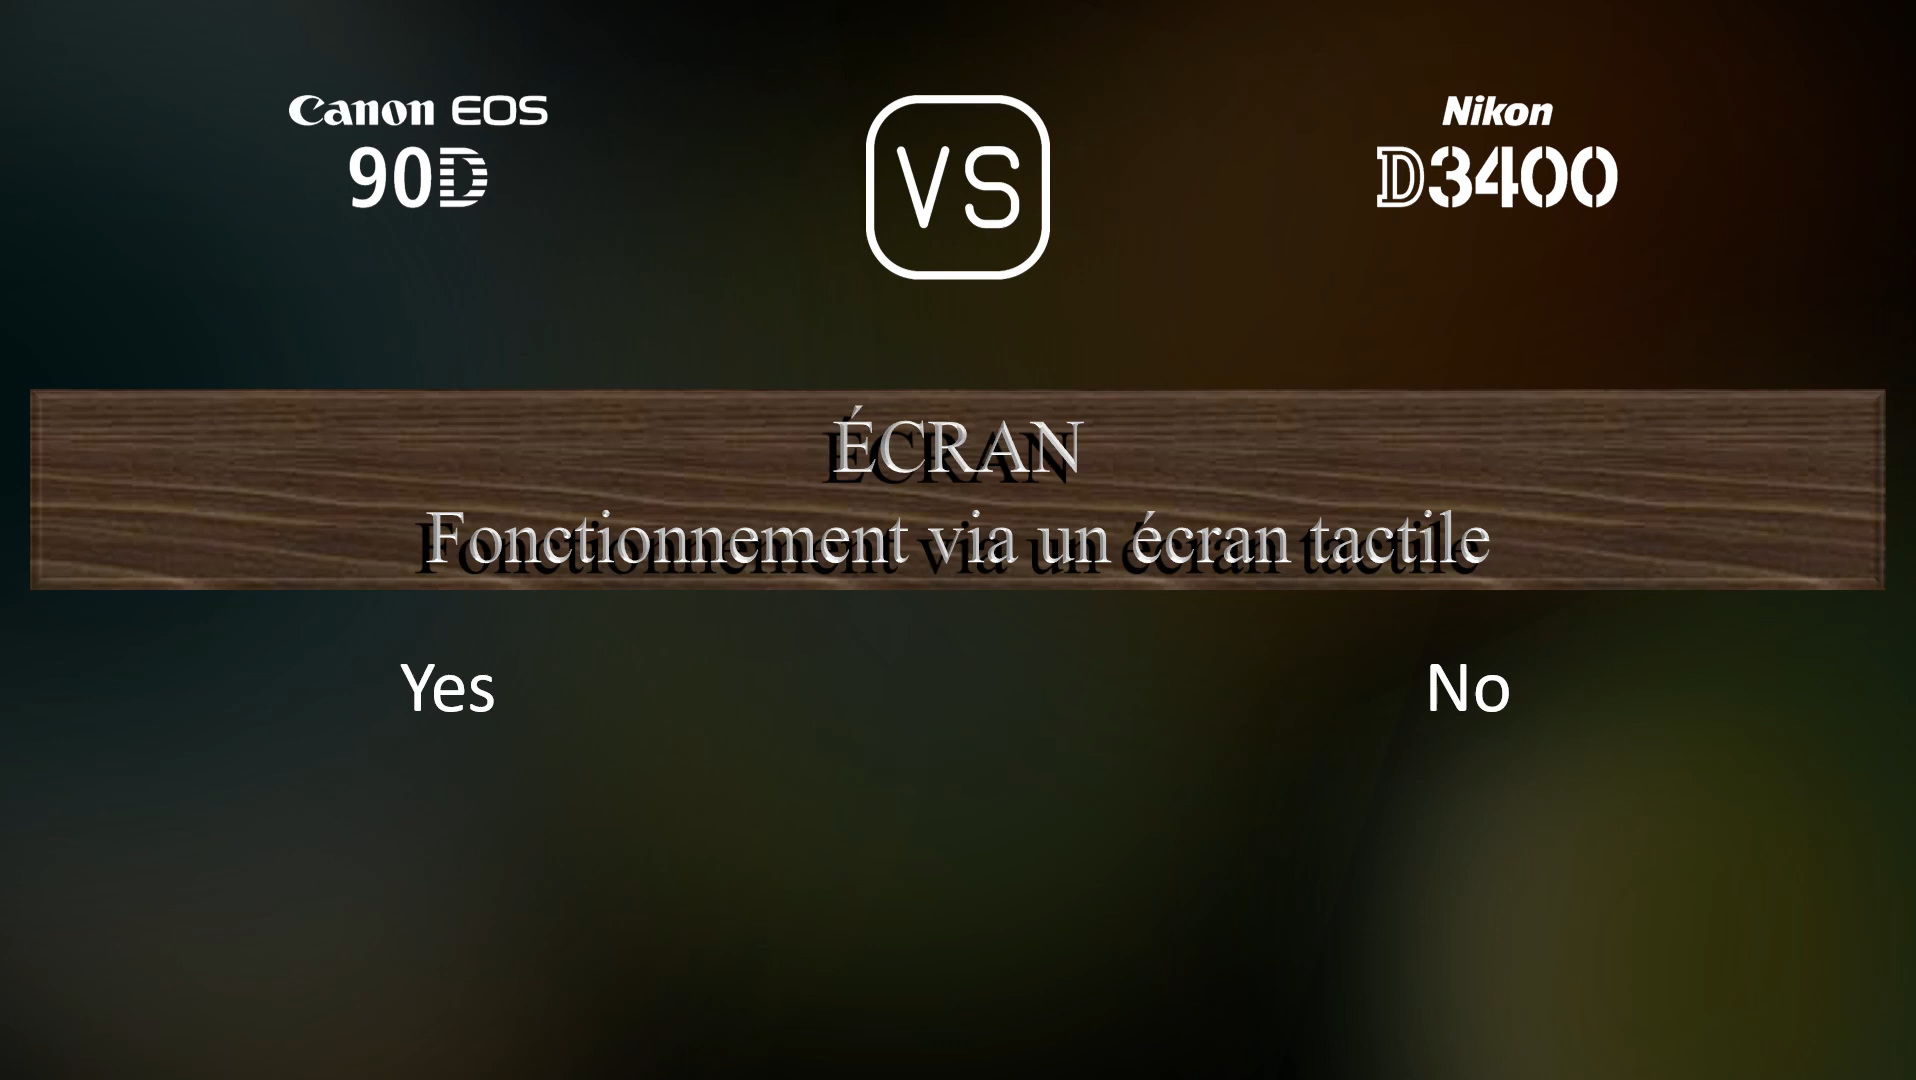 Canon EOS
90D
VS
Nikon
D3400
ÉCRAN
Fonctionnement via un écran tactile
Yes
No